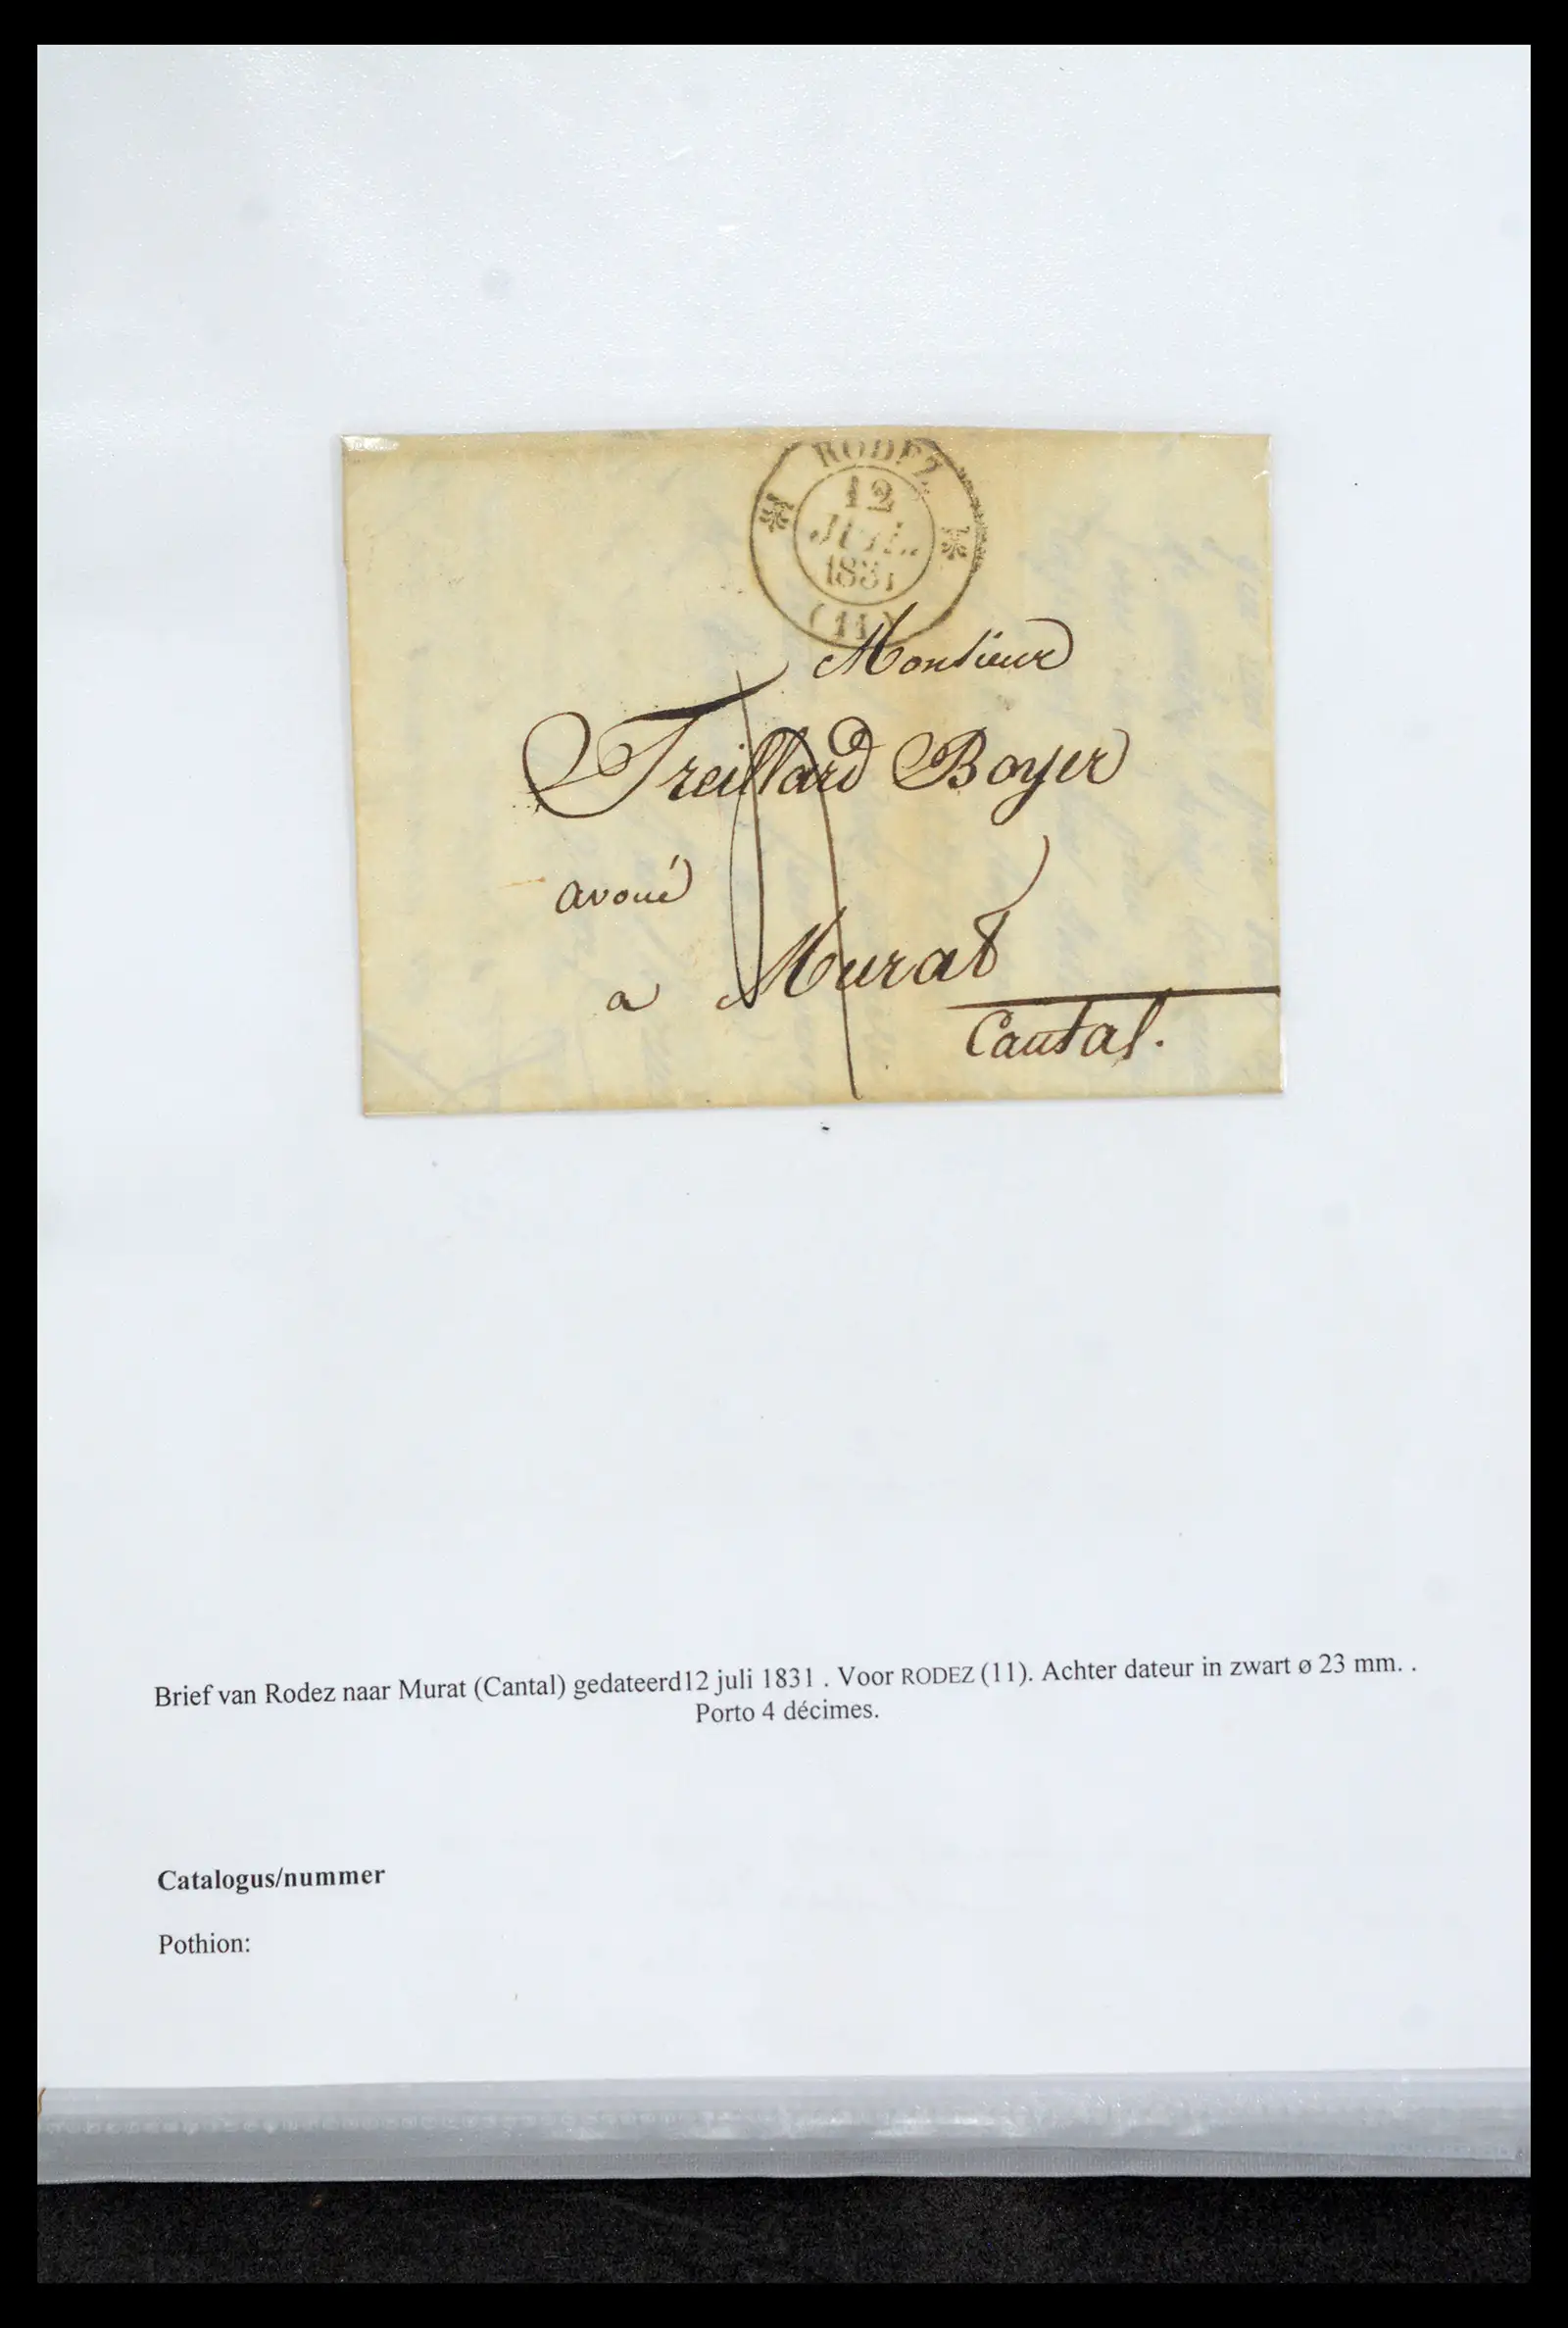 RODEZ
12
JUIL.
1831
(11)
Monsieur
Treillard Boyer
avoué
a Murat
Cantal.
Brief van Rodez naar Murat (Cantal) gedateerd12 juli 1831 . Voor RODEZ (11). Achter dateur in zwart ø 23 mm. .
Porto 4 décimes.
Catalogus/nummer
Pothion: